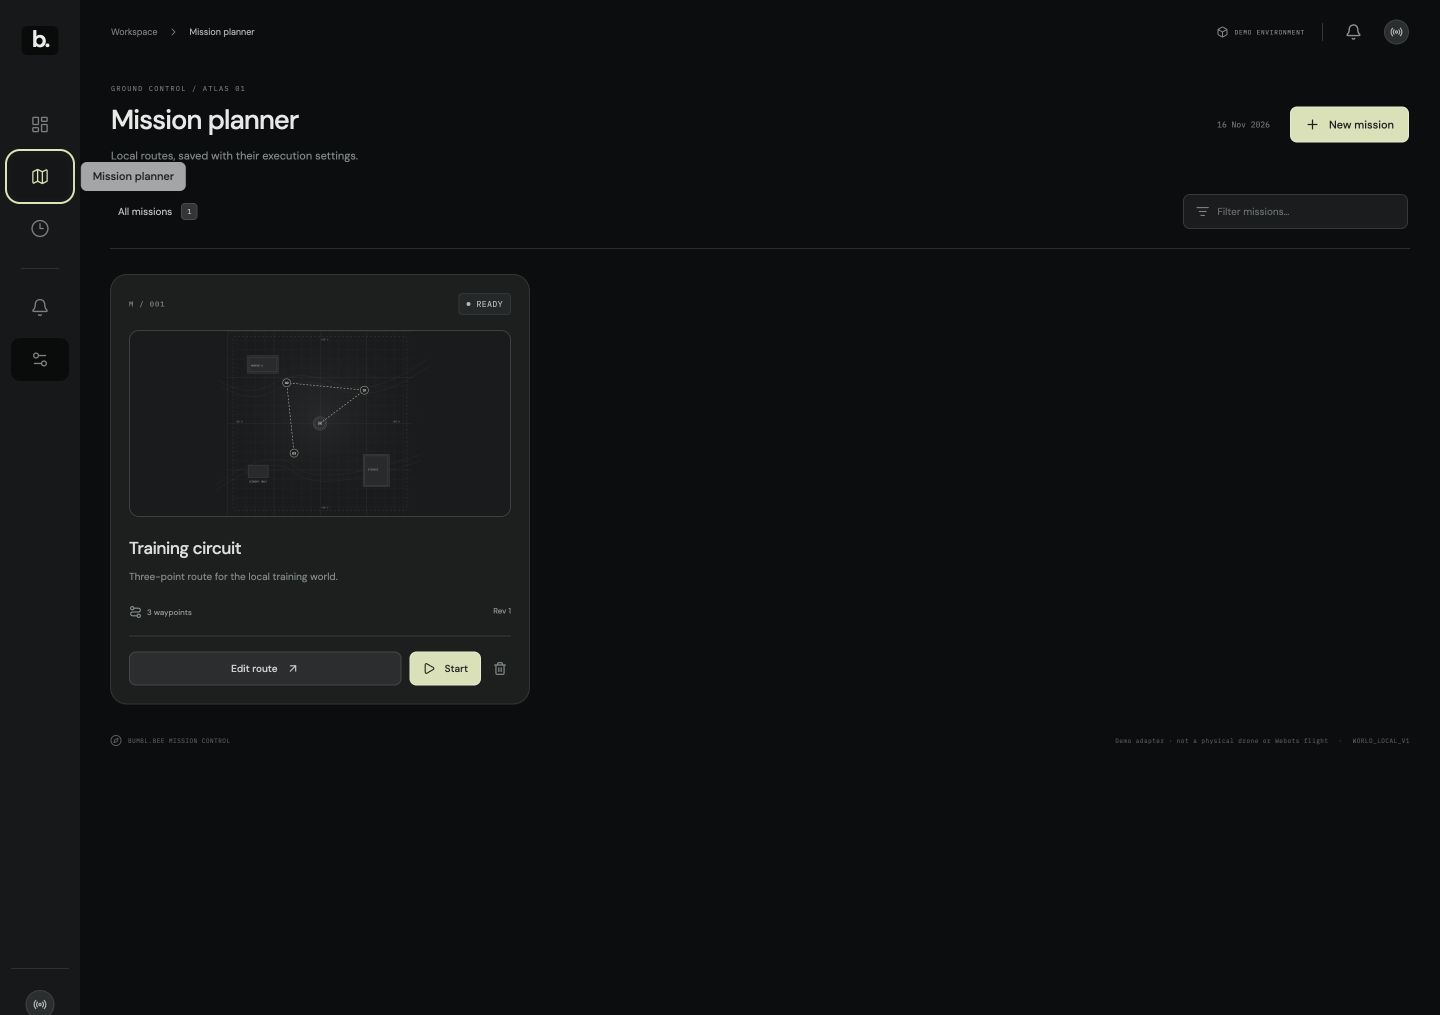 b.
Workspace > Mission planner
DEMO ENVIRONMENT
GROUND CONTROL / ATLAS 01
Mission planner
16 Nov 2026
New mission
Local routes, saved with their execution settings.
Mission planner
All missions 1
Filter missions...
M / 001
READY
Training circuit
Three-point route for the local training world.
3 waypoints
Rev 1
Edit route
Start
BUMBL.BEE MISSION CONTROL
Demo adapter · not a physical drone or Webots flight · WORLD_LOCAL_V1